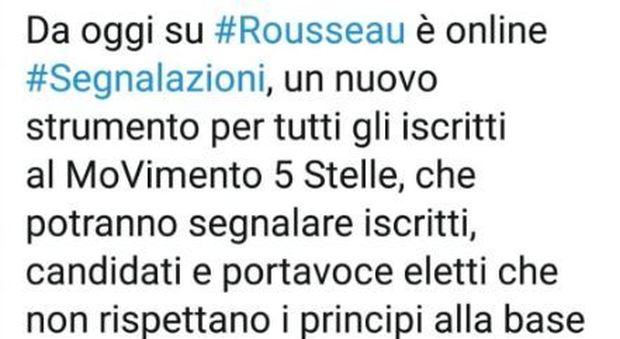 Da oggi su #Rousseau è online
#Segnalazioni, un nuovo
strumento per tutti gli iscritti
al MoVimento 5 Stelle, che
potranno segnalare iscritti,
candidati e portavoce eletti che
non rispettano i principi alla base